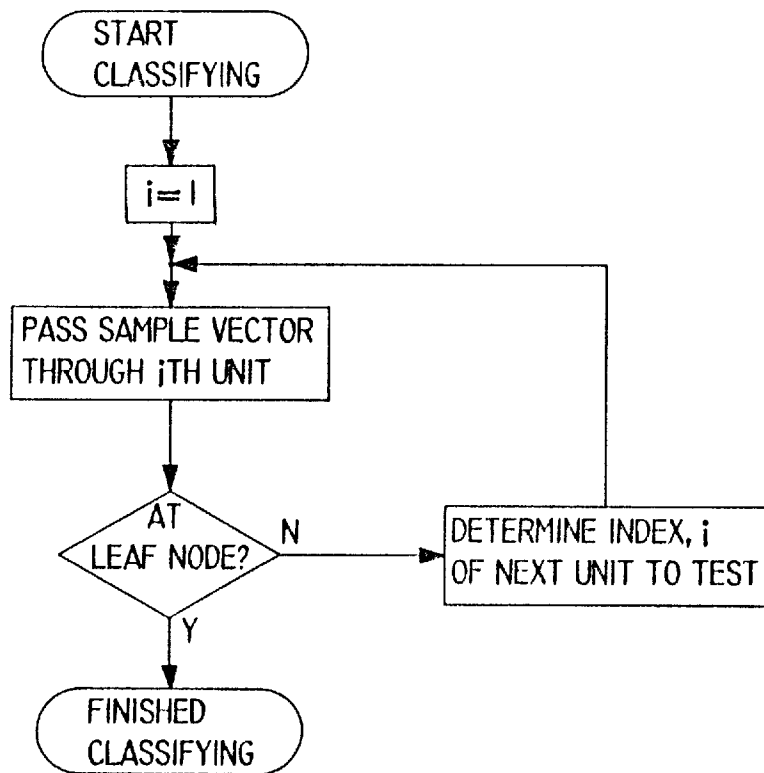 START
CLASSIFYING
i=1
PASS SAMPLE VECTOR
THROUGH iTH UNIT
AT
LEAF NODE?
N
DETERMINE INDEX, i
OF NEXT UNIT TO TEST
Y
FINISHED
CLASSIFYING